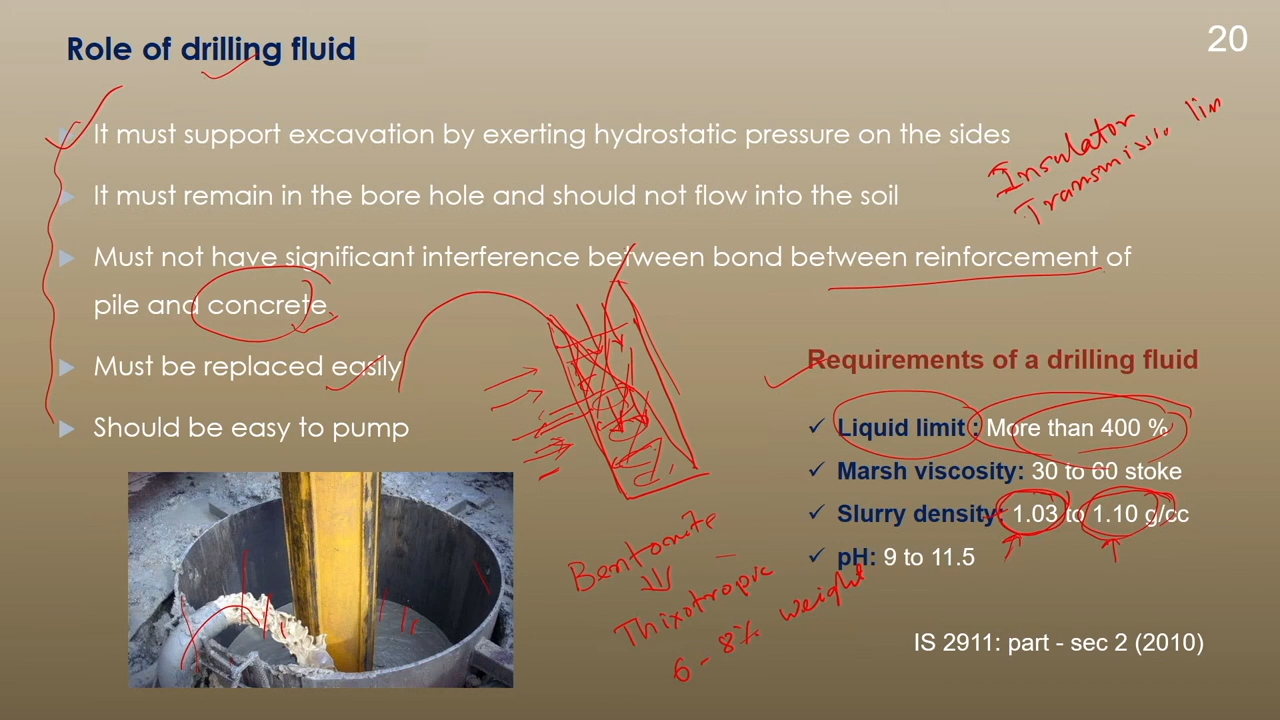 Role of drilling fluid
20
It must support excavation by exerting hydrostatic pressure on the sides
It must remain in the bore hole and should not flow into the soil
Must not have significant interference between bond between reinforcement of
pile and concrete.
Must be replaced easily
Should be easy to pump
Insulator
Transmissi. lin
Requirements of a drilling fluid
✓ Liquid limit : More than 400 %
✓ Marsh viscosity: 30 to 60 stoke
✓ Slurry density: 1.03 to 1.10 g/cc
✓ pH: 9 to 11.5
Bentonite
Thixotropic
6 - 8% weight
IS 2911: part - sec 2 (2010)